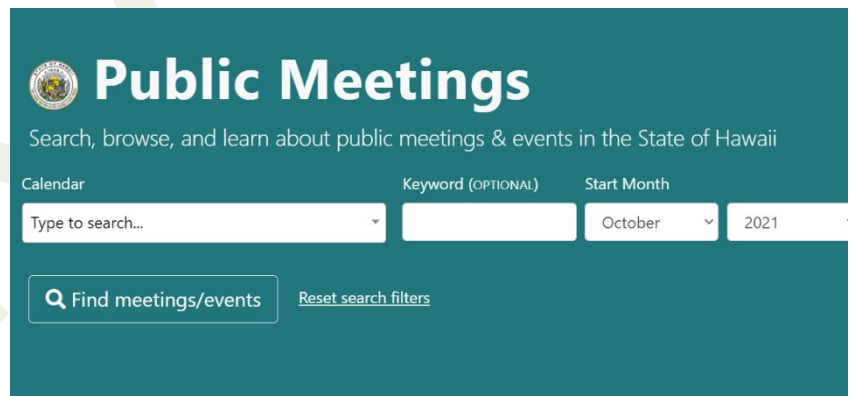 Public Meetings
Search, browse, and learn about public meetings & events in the State of Hawaii
Calendar Keyword (OPTIONAL) Start Month
Type to search... October 2021
Find meetings/events Reset search filters